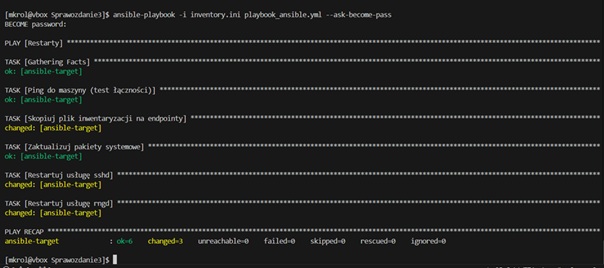 [mkrol@vbox Sprawozdanie3]$ ansible-playbook -i inventory.ini playbook_ansible.yml --ask-become-pass
BECOME password:
PLAY [Restarty] ****************************************************************************************************
TASK [Gathering Facts] *********************************************************************************************
ok: [ansible-target]
TASK [Ping do maszyny (test łączności)] ****************************************************************************
TASK [Skopiuj plik inwentaryzacji na endpointy] ********************************************************************
changed: [ansible-target]
TASK [Zaktualizuj pakiety systemowe] *******************************************************************************
ok: [ansible-target]
TASK [Restartuj usługę sshd] ***************************************************************************************
changed: [ansible-target]
TASK [Restartuj usługę rngd] ***************************************************************************************
changed: [ansible-target]
PLAY RECAP *********************************************************************************************************
ansible-target : ok=6 changed=3 unreachable=0 failed=0 skipped=0 rescued=0 ignored=0
[mkrol@vbox Sprawozdanie3]$